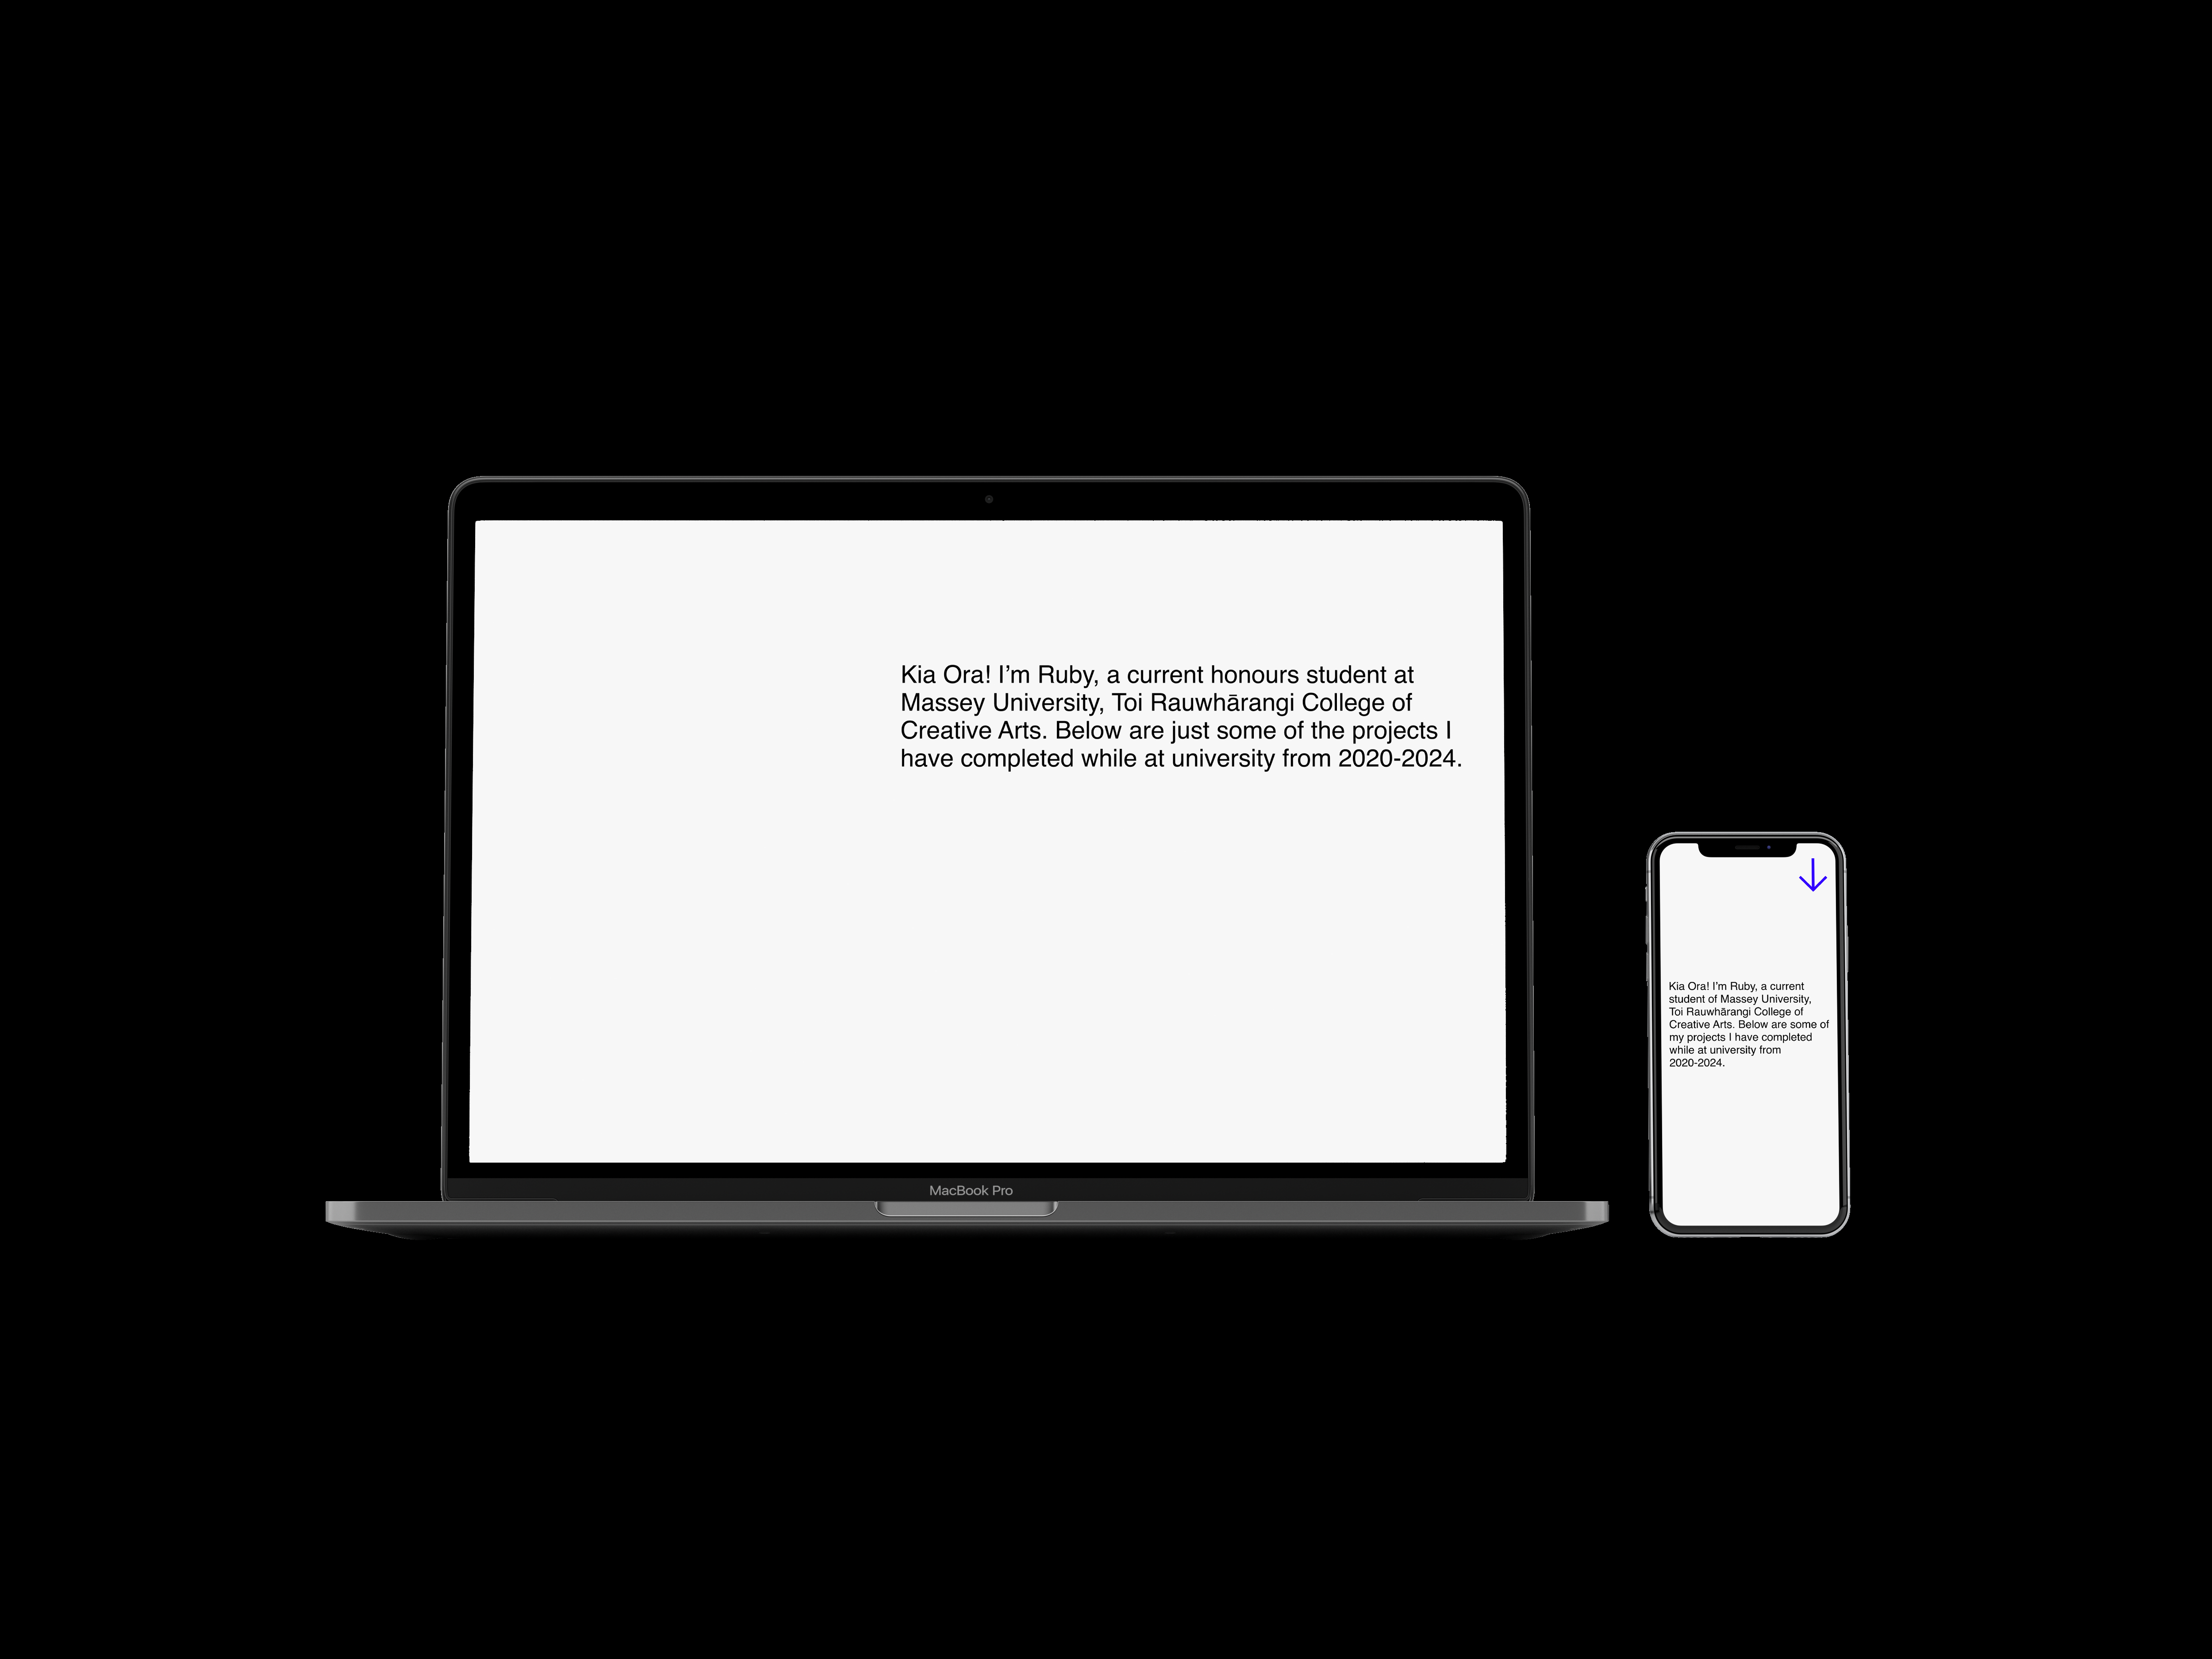 Kia Ora! I’m Ruby, a current honours student at
Massey University, Toi Rauwhārangi College of
Creative Arts. Below are just some of the projects I
have completed while at university from 2020-2024.
MacBook Pro
Kia Ora! I’m Ruby, a current
student of Massey University,
Toi Rauwhārangi College of
Creative Arts. Below are some of
my projects I have completed
while at university from
2020-2024.